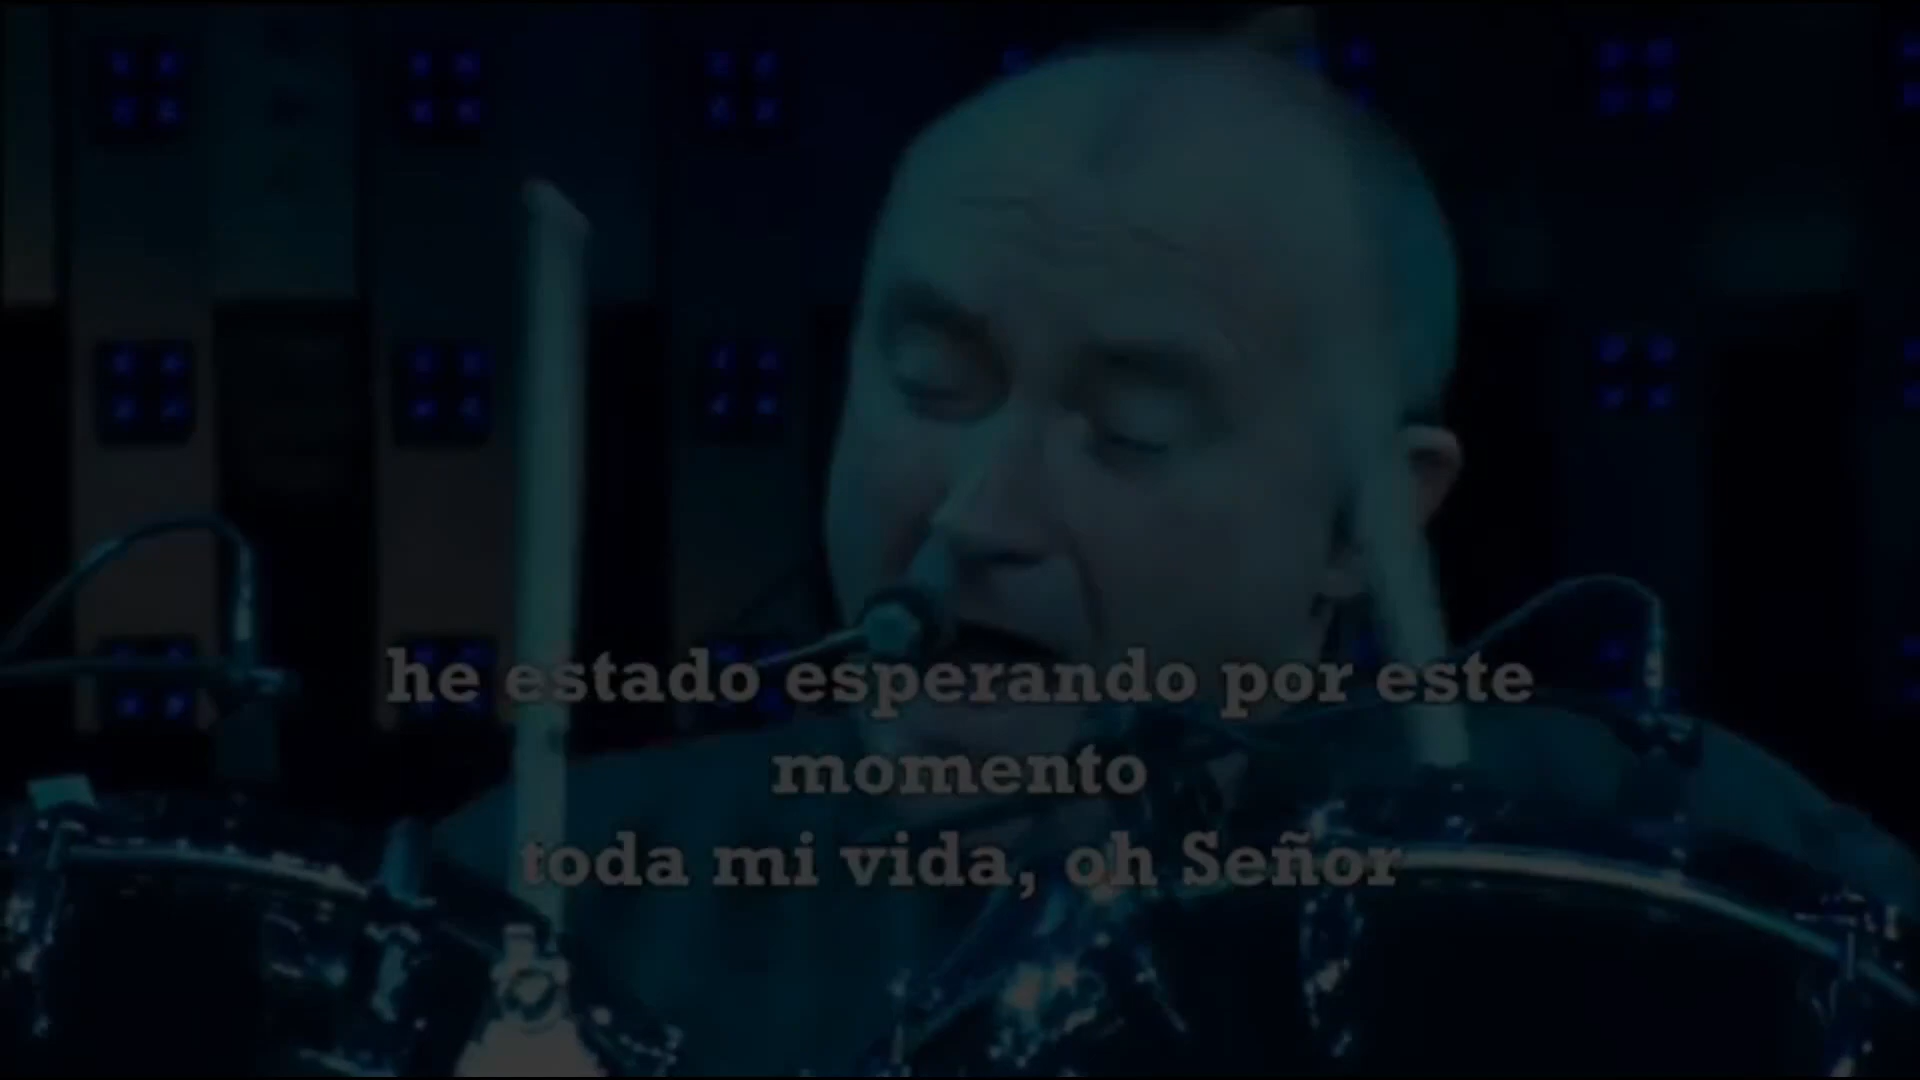 he estado esperando por este
momento
toda mi vida, oh Señor